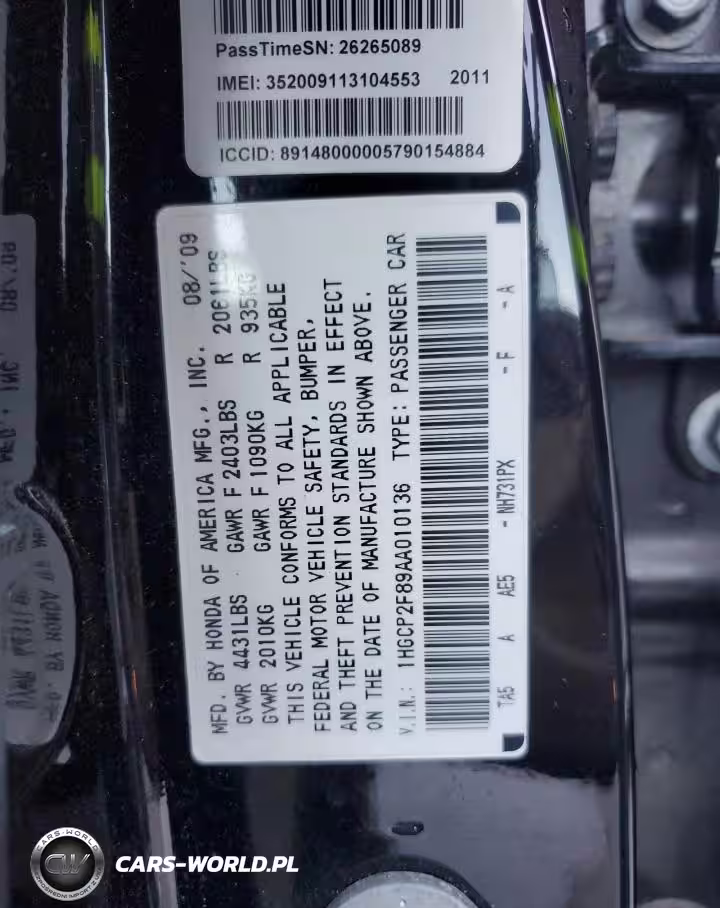 PassTimeSN: 26265089
IMEI: 352009113104553 2011
ICCID: 89148000005790154884
MFD. BY HONDA OF AMERICA MFG., INC. 08/'09
GVWR 4431LBS GAWR F 2403LBS R 2061LBS
GVWR 2010KG GAWR F 1090KG R 935KG
THIS VEHICLE CONFORMS TO ALL APPLICABLE
FEDERAL MOTOR VEHICLE SAFETY, BUMPER,
AND THEFT PREVENTION STANDARDS IN EFFECT
ON THE DATE OF MANUFACTURE SHOWN ABOVE.
V.I.N.: 1HGCP2F89AA010136 TYPE: PASSENGER CAR
TA5 A AE5 - NH731PX - F - A
CARS-WORLD
CW
CARS-WORLD.PL